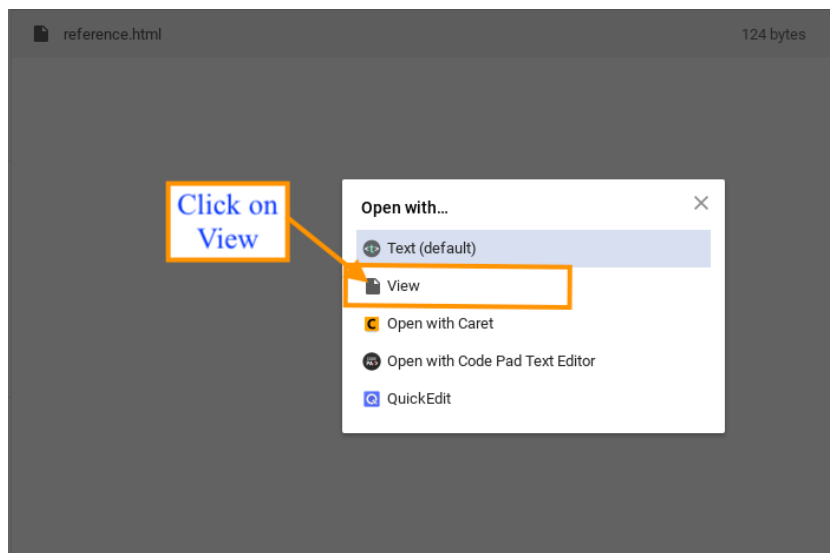 reference.html 124 bytes
Click on
View
Open with...
Text (default)
View
Open with Caret
Open with Code Pad Text Editor
QuickEdit